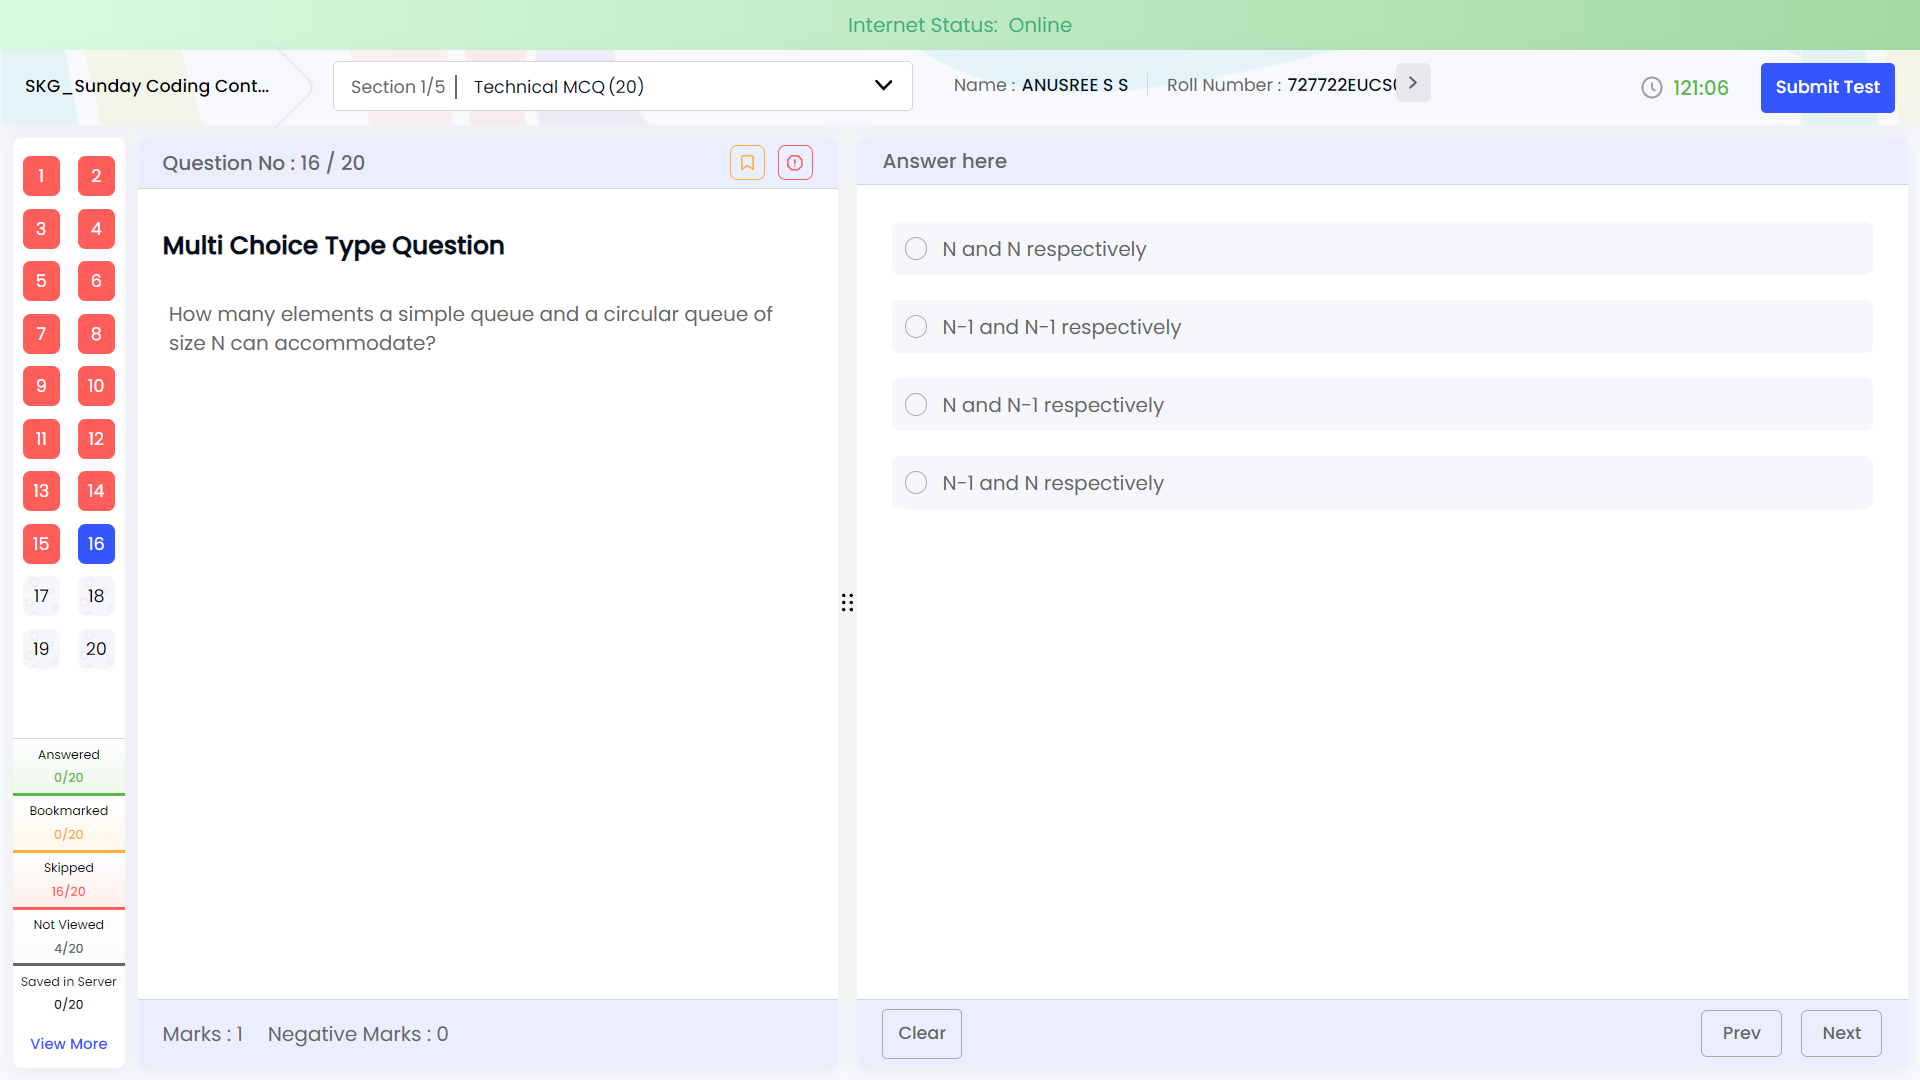 Internet Status:  Online
SKG_Sunday Coding Cont...
Section 1/5
Technical MCQ (20)
Name : ANUSREE S S
Roll Number :
121:06
Submit Test
1
2
3
4
5
6
7
8
9
10
11
12
13
14
15
16
17
18
19
20
Answered
0/20
Bookmarked
0/20
Skipped
16/20
Not Viewed
4/20
Saved in Server
0/20
View More
Question No : 16 / 20
Multi Choice Type Question
How many elements a simple queue and a circular queue of
size N can accommodate?
Marks : 1
Negative Marks : 0
Answer here
N and N respectively
N-1 and N-1 respectively
N and N-1 respectively
N-1 and N respectively
Clear
Prev
Next